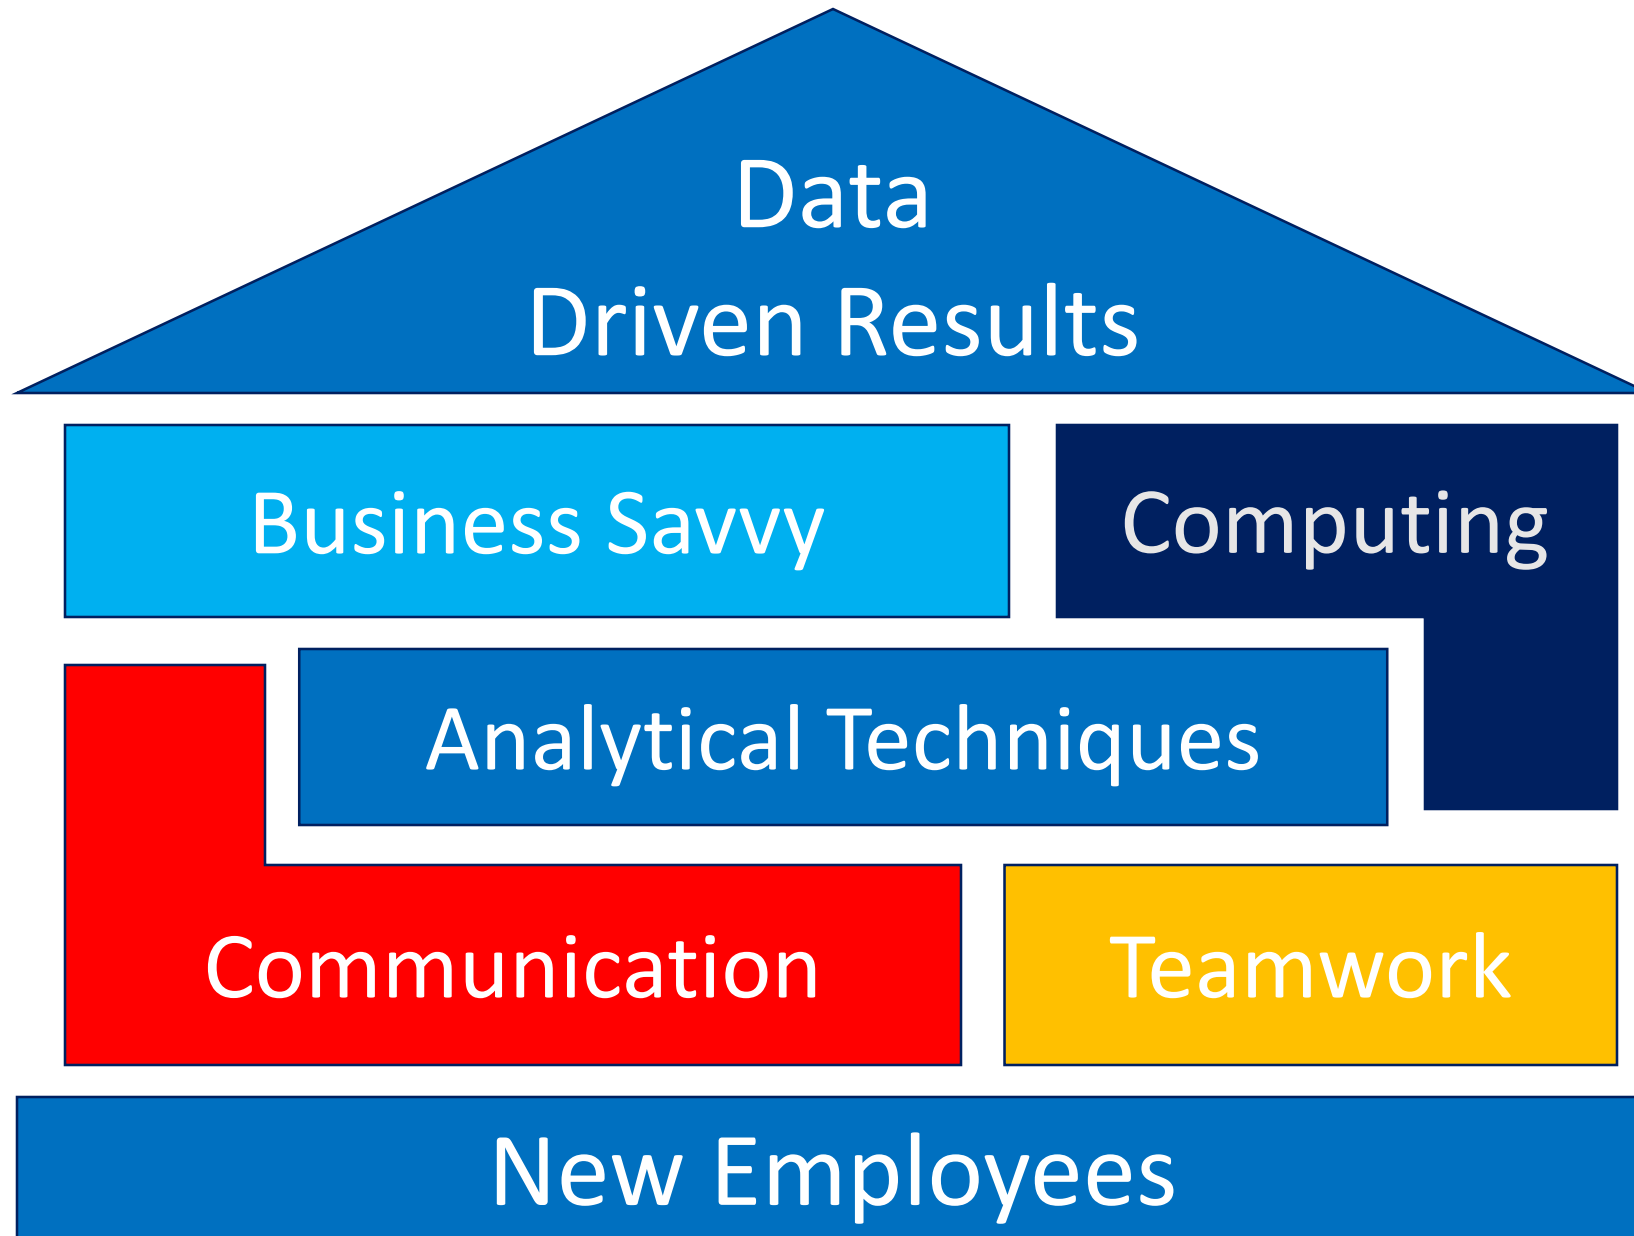 Data
Driven Results
Business Savvy
Computing
Analytical Techniques
Communication
Teamwork
New Employees